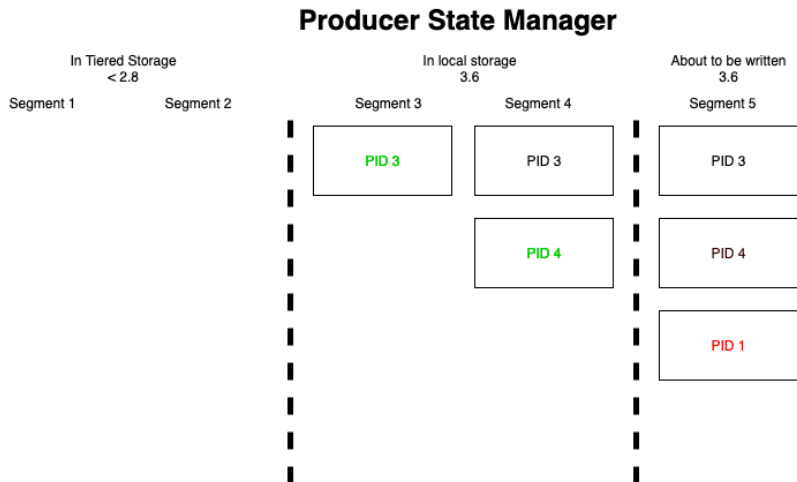 Producer State Manager
In Tiered Storage
< 2.8
In local storage
3.6
About to be written
3.6
Segment 1
Segment 2
Segment 3
Segment 4
Segment 5
PID 3
PID 3
PID 3
PID 4
PID 4
PID 1